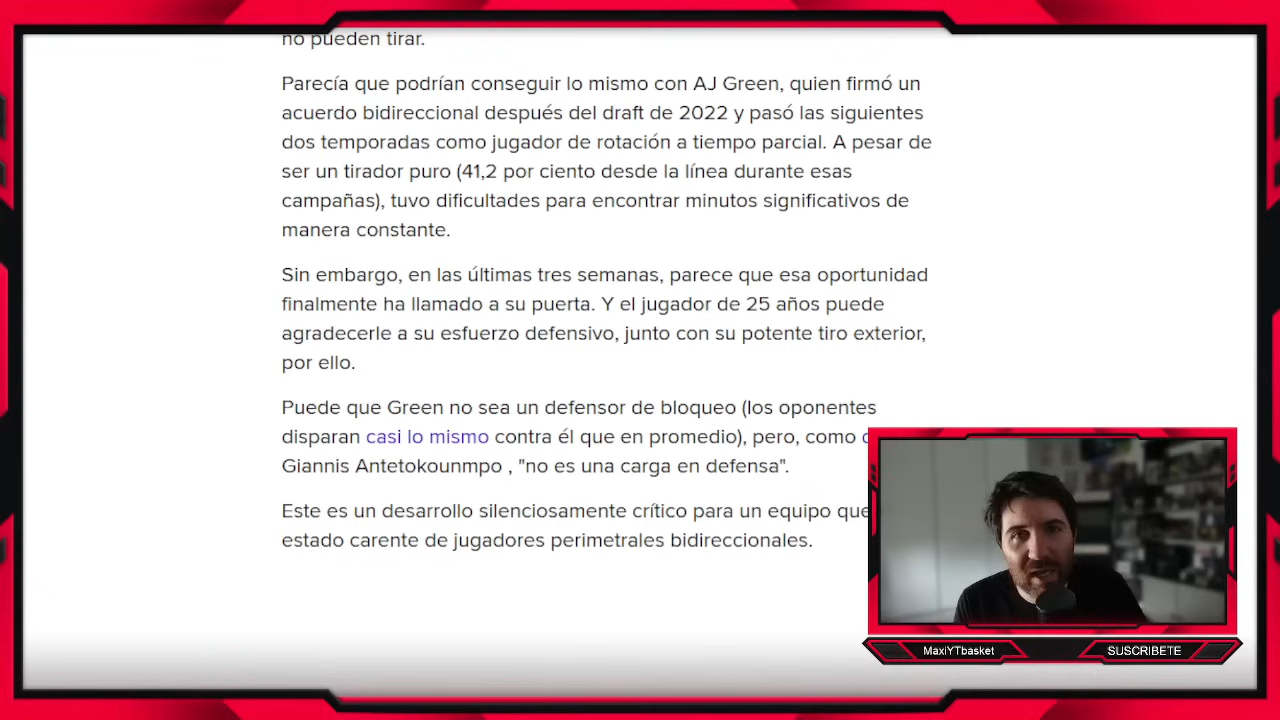 no pueden tirar.
Parecía que podrían conseguir lo mismo con AJ Green, quien firmó un
acuerdo bidireccional después del draft de 2022 y pasó las siguientes
dos temporadas como jugador de rotación a tiempo parcial. A pesar de
ser un tirador puro (41,2 por ciento desde la línea durante esas
campañas), tuvo dificultades para encontrar minutos significativos de
manera constante.
Sin embargo, en las últimas tres semanas, parece que esa oportunidad
finalmente ha llamado a su puerta. Y el jugador de 25 años puede
agradecerle a su esfuerzo defensivo, junto con su potente tiro exterior,
por ello.
Puede que Green no sea un defensor de bloqueo (los oponentes
disparan casi lo mismo contra él que en promedio), pero, como
Giannis Antetokounmpo , "no es una carga en defensa".
Este es un desarrollo silenciosamente crítico para un equipo que
estado carente de jugadores perimetrales bidireccionales.
MaxiYTbasket
SUSCRIBETE